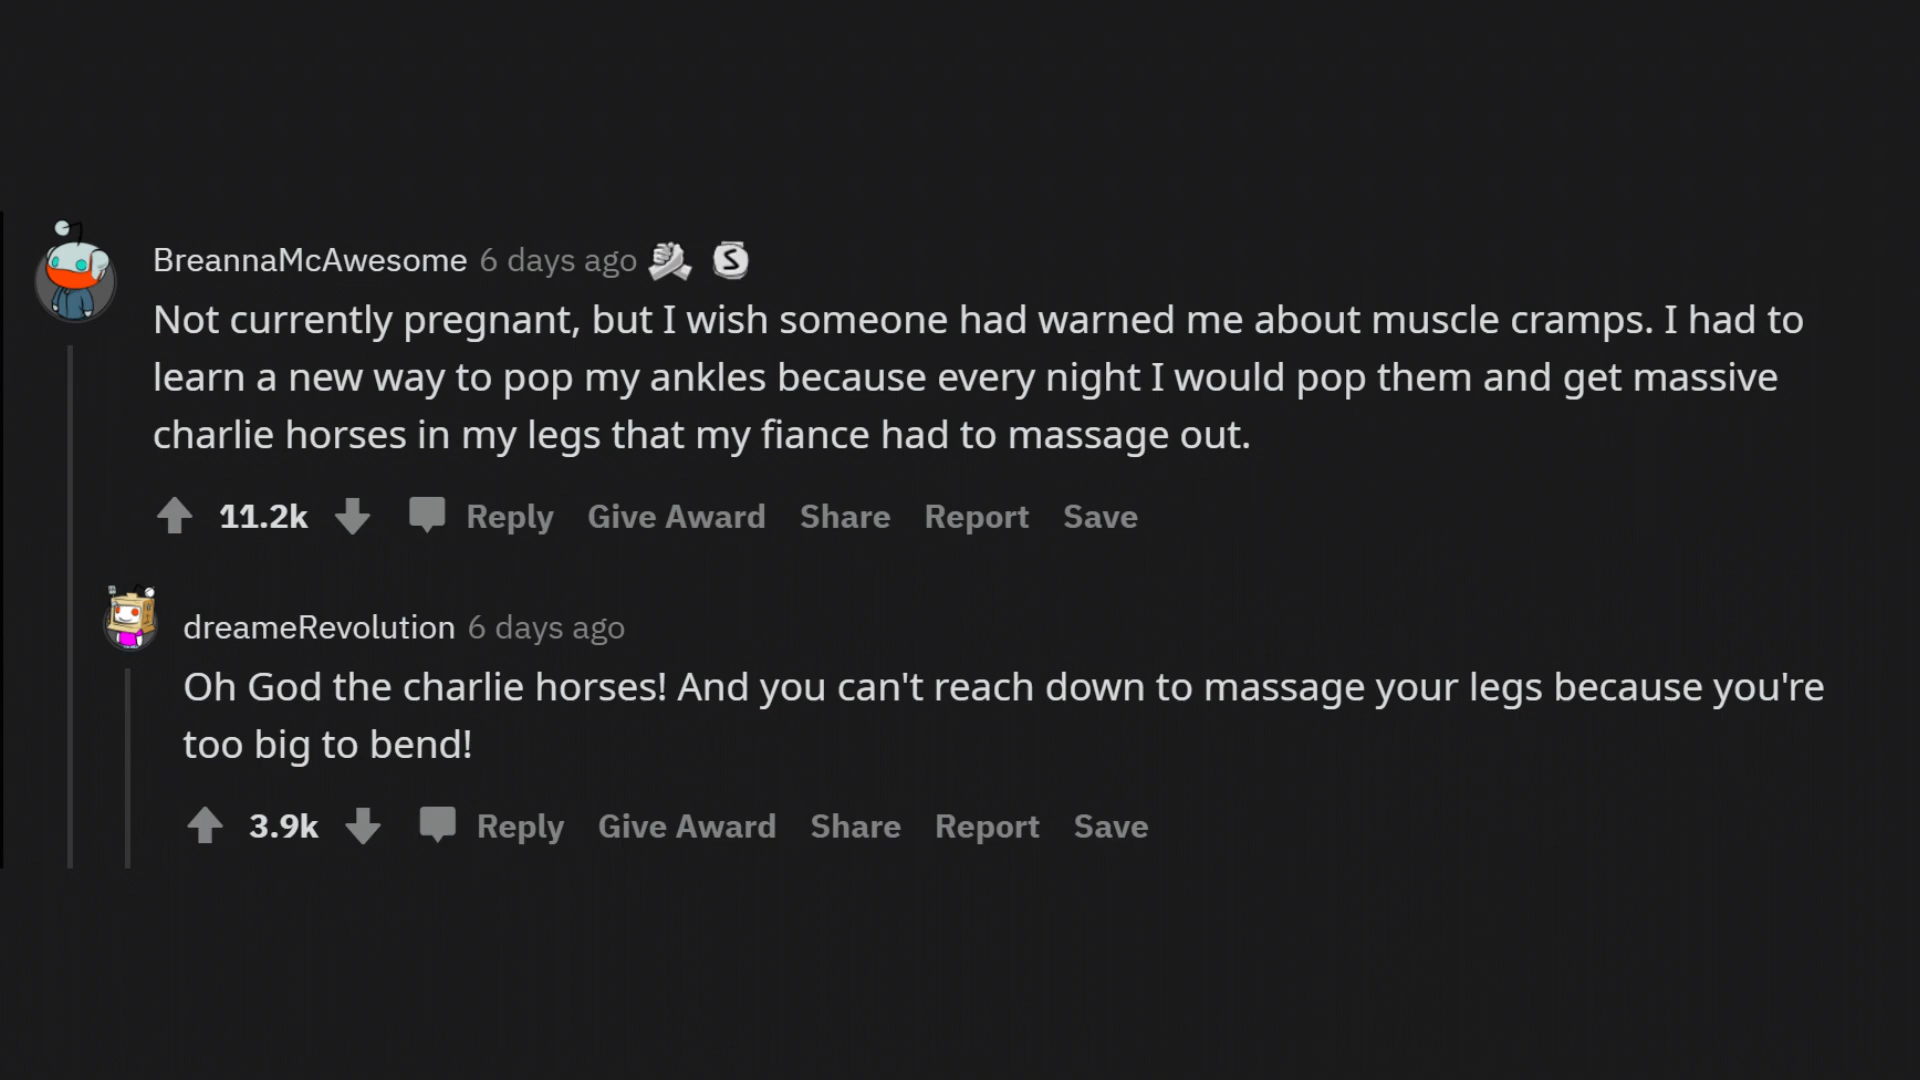 BreannaMcAwesome 6 days ago S
Not currently pregnant, but I wish someone had warned me about muscle cramps. I had to
learn a new way to pop my ankles because every night I would pop them and get massive
charlie horses in my legs that my fiance had to massage out.
11.2k Reply Give Award Share Report Save
dreameRevolution 6 days ago
Oh God the charlie horses! And you can't reach down to massage your legs because you're
too big to bend!
3.9k Reply Give Award Share Report Save